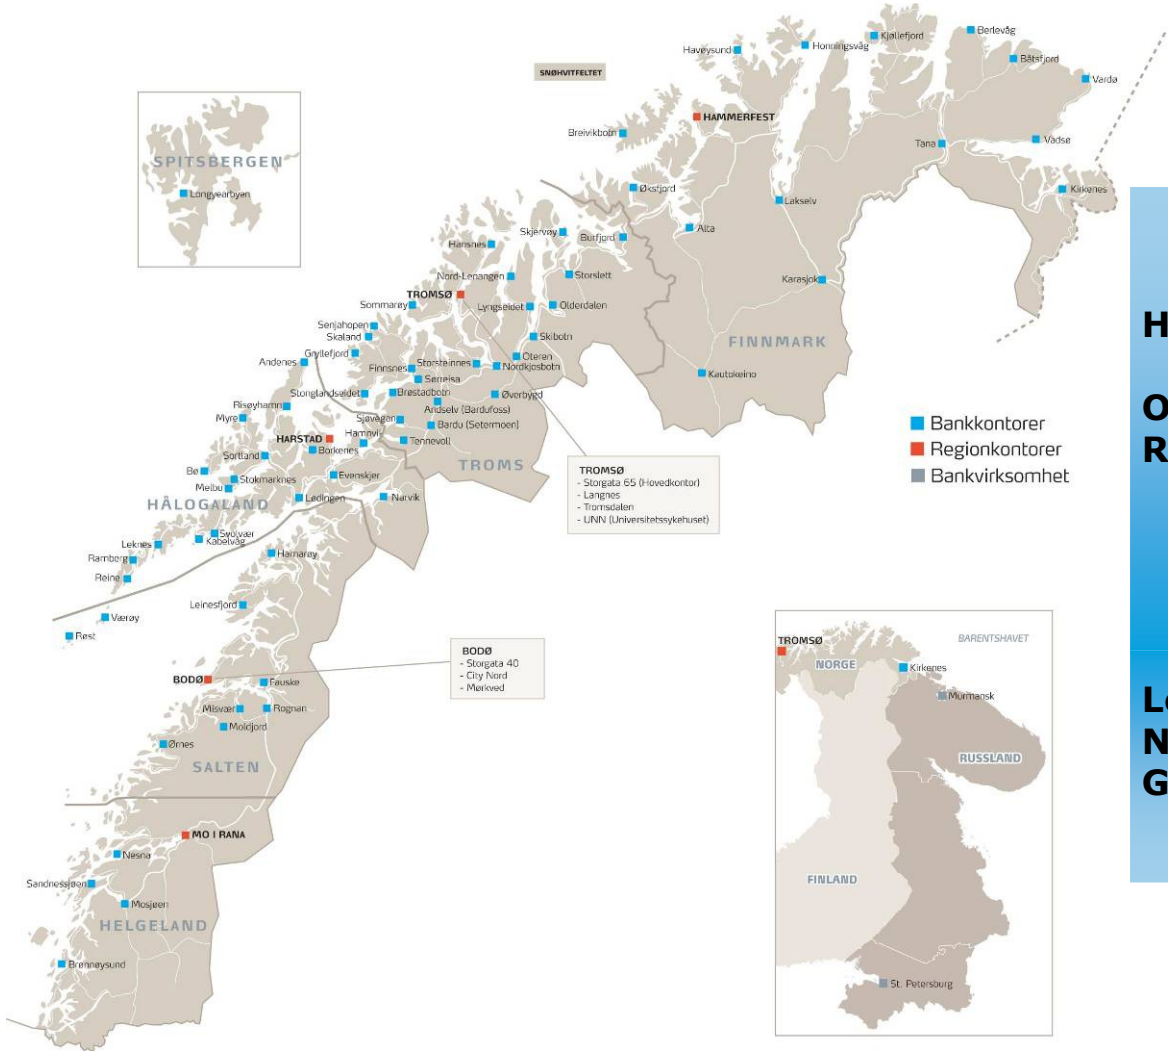 SNØHVITFELTET
Berlevåg
Kjøllefjord
Honningsvåg
Havøysund
Båtsfjord
Vardø
HAMMERFEST
Breivikbotn
Tana
Vadsø
SPITSBERGEN
Longyearbyen
Øksfjord
Kirkenes
Lakselv
Alta
Skjervøy
Burfjord
Hansnes
Nord-Lenangen
Storslett
Karasjok
TROMSØ
Sommarøy
Lyngseidet
Olderdalen
Senjahopen
Skaland
Skibotn
FINNMARK
Gryllefjord
Andenes
Finnsnes
Storsteinnes
Oteren
Nordkjosbotn
Kautokeino
Sørreisa
Stonglandseidet
Brøstadbotn
Øverbygd
Risøyhamn
Andselv (Bardufoss)
Myre
Sjøvegan
Bardu (Setermoen)
HARSTAD
Hamnvik
Tennevoll
Borkenes
Sortland
TROMS
Bø
Stokmarknes
Evenskjer
Melbu
Lødingen
Narvik
HÅLOGALAND
Svolvær
Kabelvåg
Leknes
Ramberg
Hamarøy
Reine
Leinesfjord
Værøy
Røst
Bankkontorer
Regionkontorer
Bankvirksomhet
TROMSØ
- Storgata 65 (Hovedkontor)
- Langnes
- Tromsdalen
- UNN (Universitetssykehuset)
BODØ
- Storgata 40
- City Nord
- Mørkved
BODØ
Fauske
Misvær
Rognan
Moldjord
Ørnes
SALTEN
MO I RANA
Nesna
Sandnessjøen
Mosjøen
HELGELAND
Brønnøysund
TROMSØ
BARENTSHAVET
NORGE
Kirkenes
Murmansk
RUSSLAND
FINLAND
St. Petersburg
H
O
R
N
G